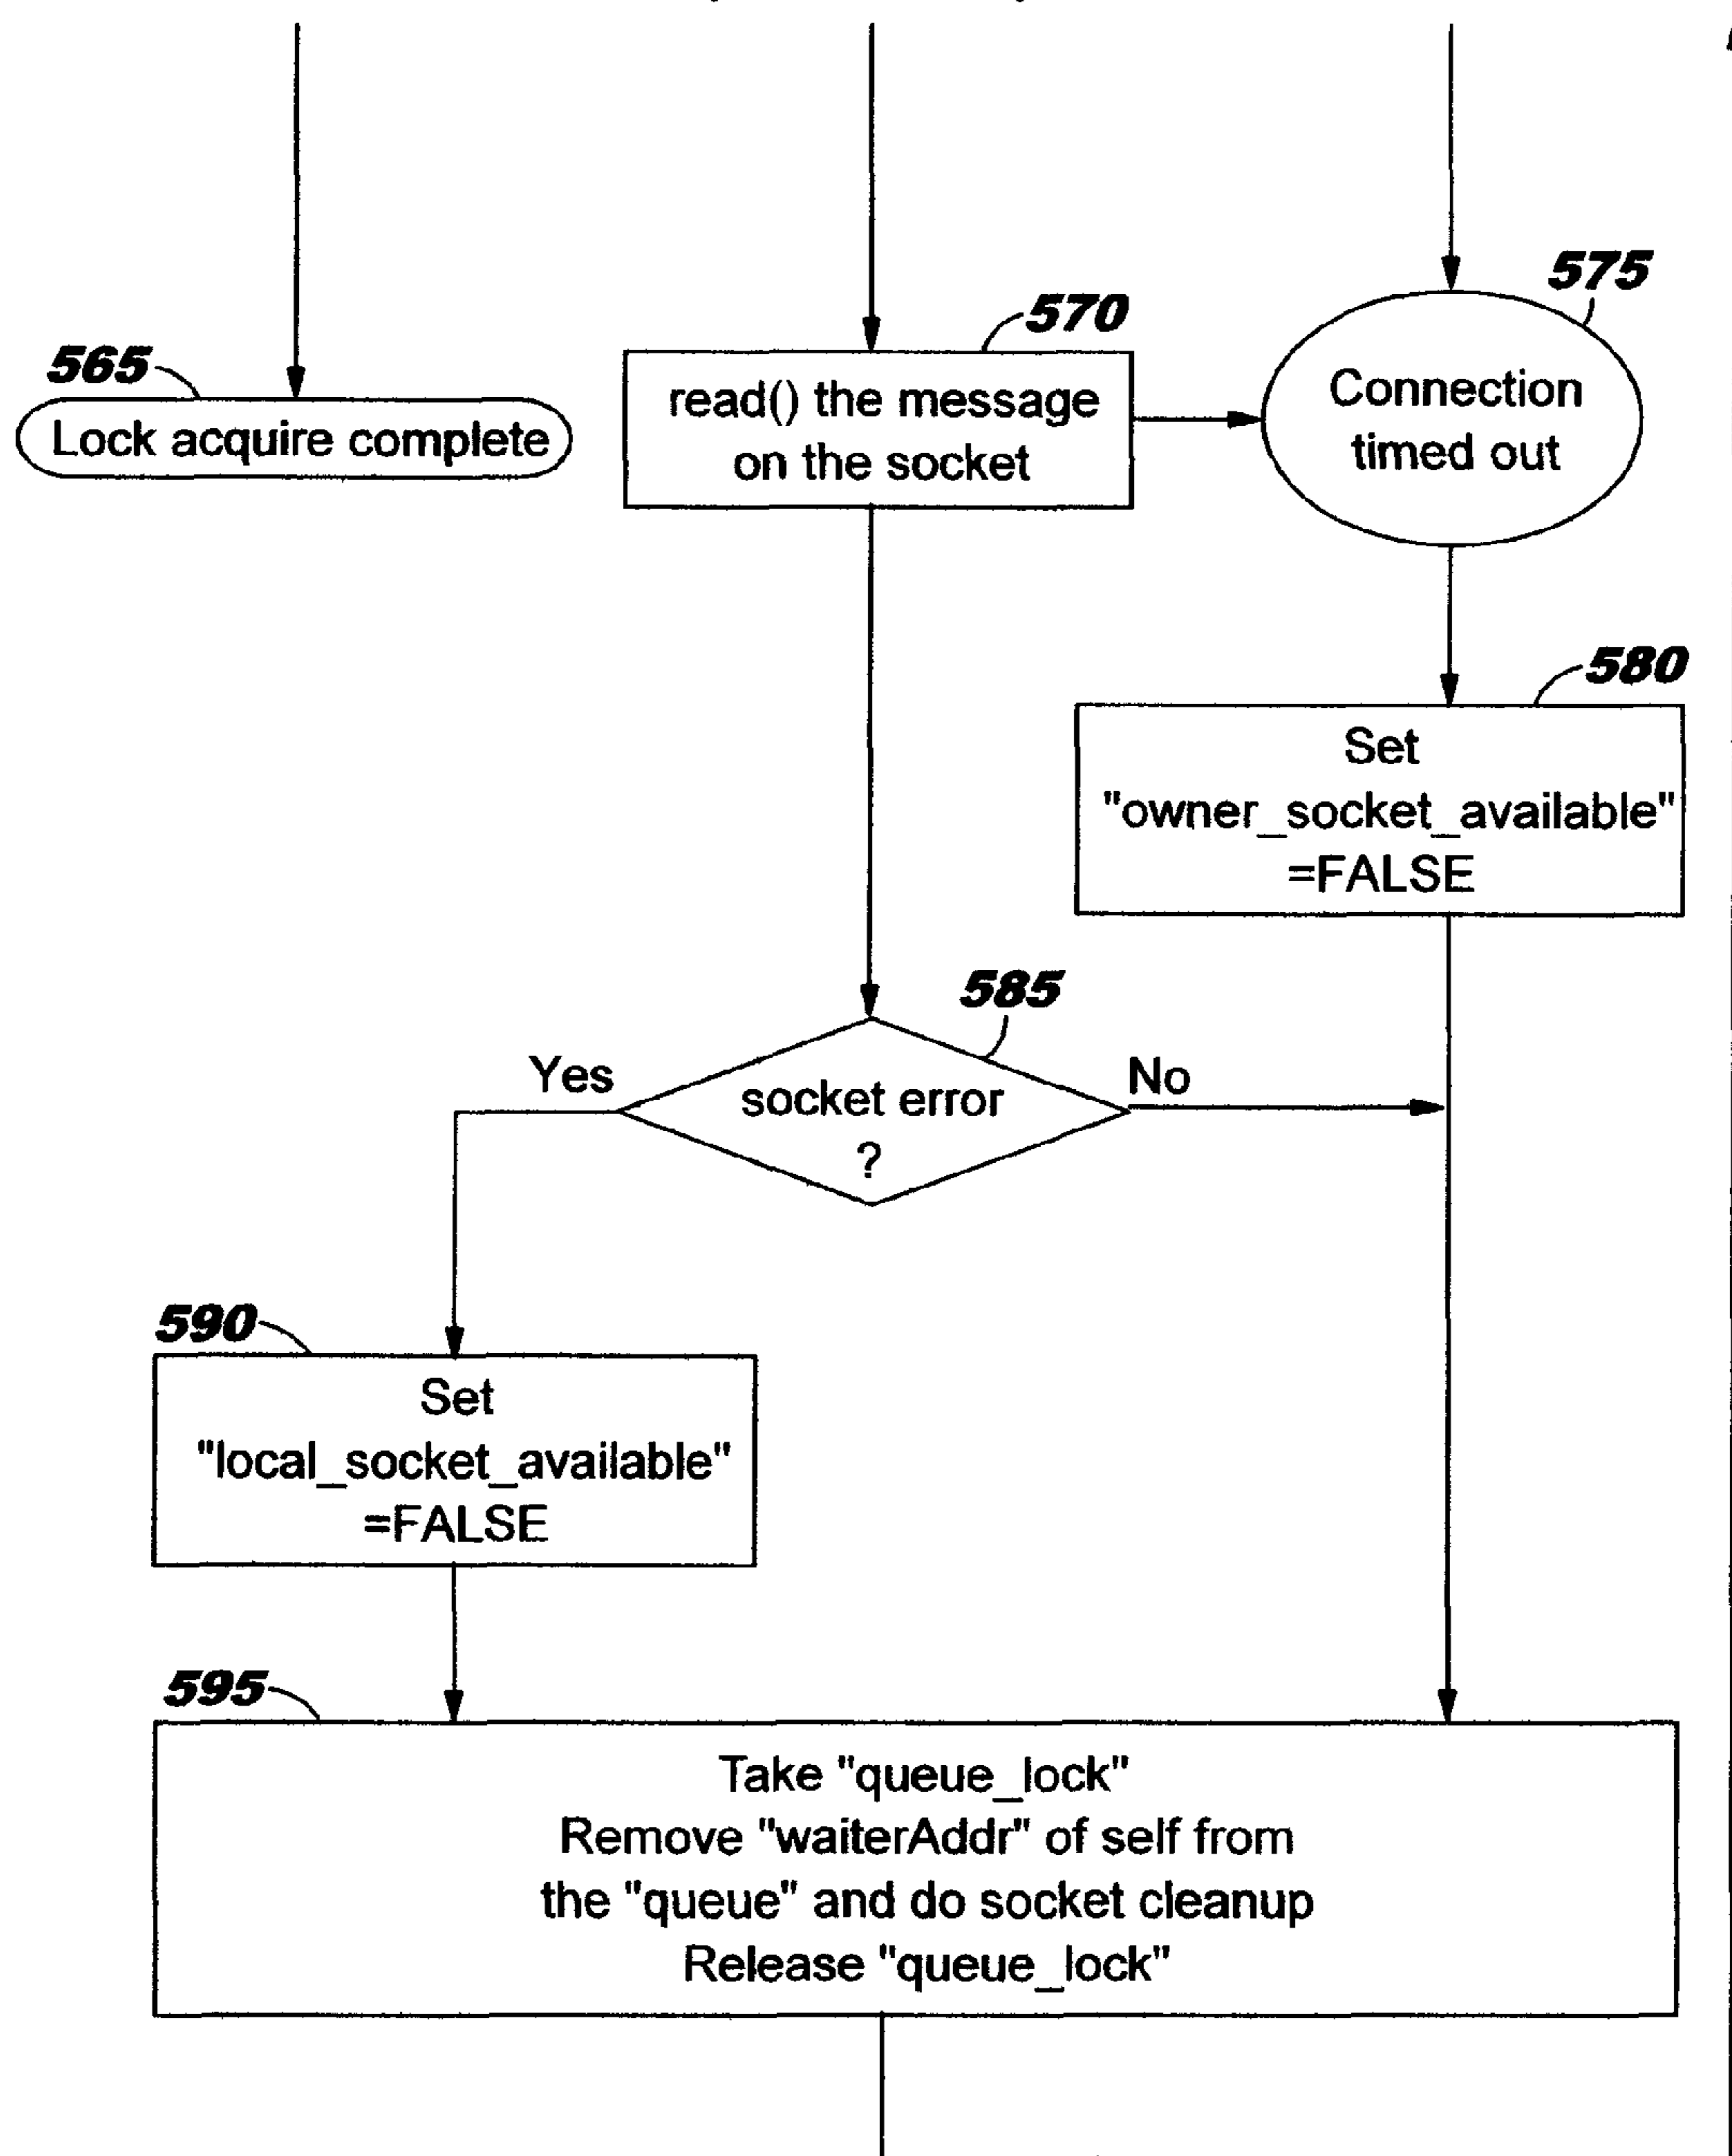 575
570
565
Lock acquire complete
read() the message
on the socket
Connection
timed out
580
Set
"owner_socket_available"
=FALSE
585
Yes
socket error
?
No
590
Set
"local_socket_available"
=FALSE
595
Take "queue_lock"
Remove "waiterAddr" of self from
the "queue" and do socket cleanup
Release "queue_lock"